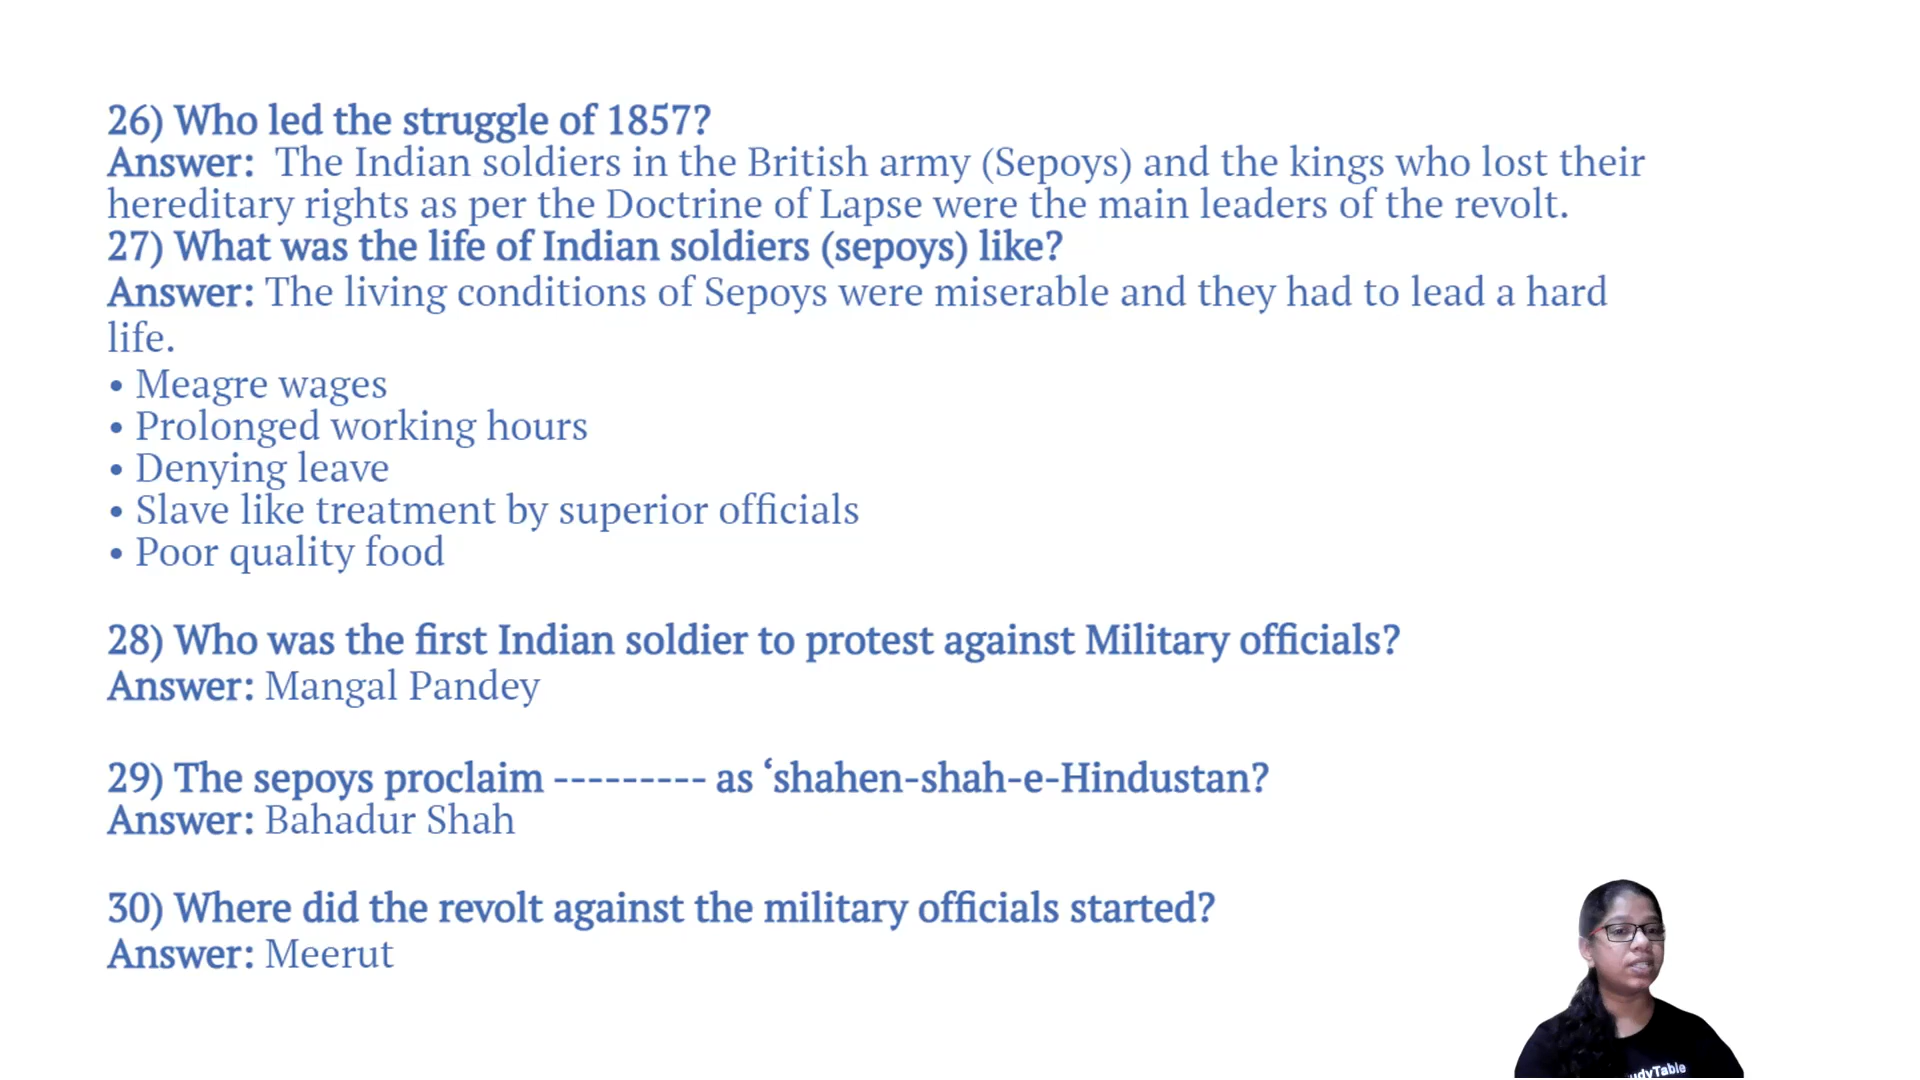 26) Who led the struggle of 1857?
Answer: The Indian soldiers in the British army (Sepoys) and the kings who lost their
hereditary rights as per the Doctrine of Lapse were the main leaders of the revolt.
27) What was the life of Indian soldiers (sepoys) like?
Answer: The living conditions of Sepoys were miserable and they had to lead a hard
life.
• Meagre wages
• Prolonged working hours
• Denying leave
• Slave like treatment by superior officials
• Poor quality food
28) Who was the first Indian soldier to protest against Military officials?
Answer: Mangal Pandey
29) The sepoys proclaim --------- as ‘shahen-shah-e-Hindustan?
Answer: Bahadur Shah
30) Where did the revolt against the military officials started?
Answer: Meerut
udyTable